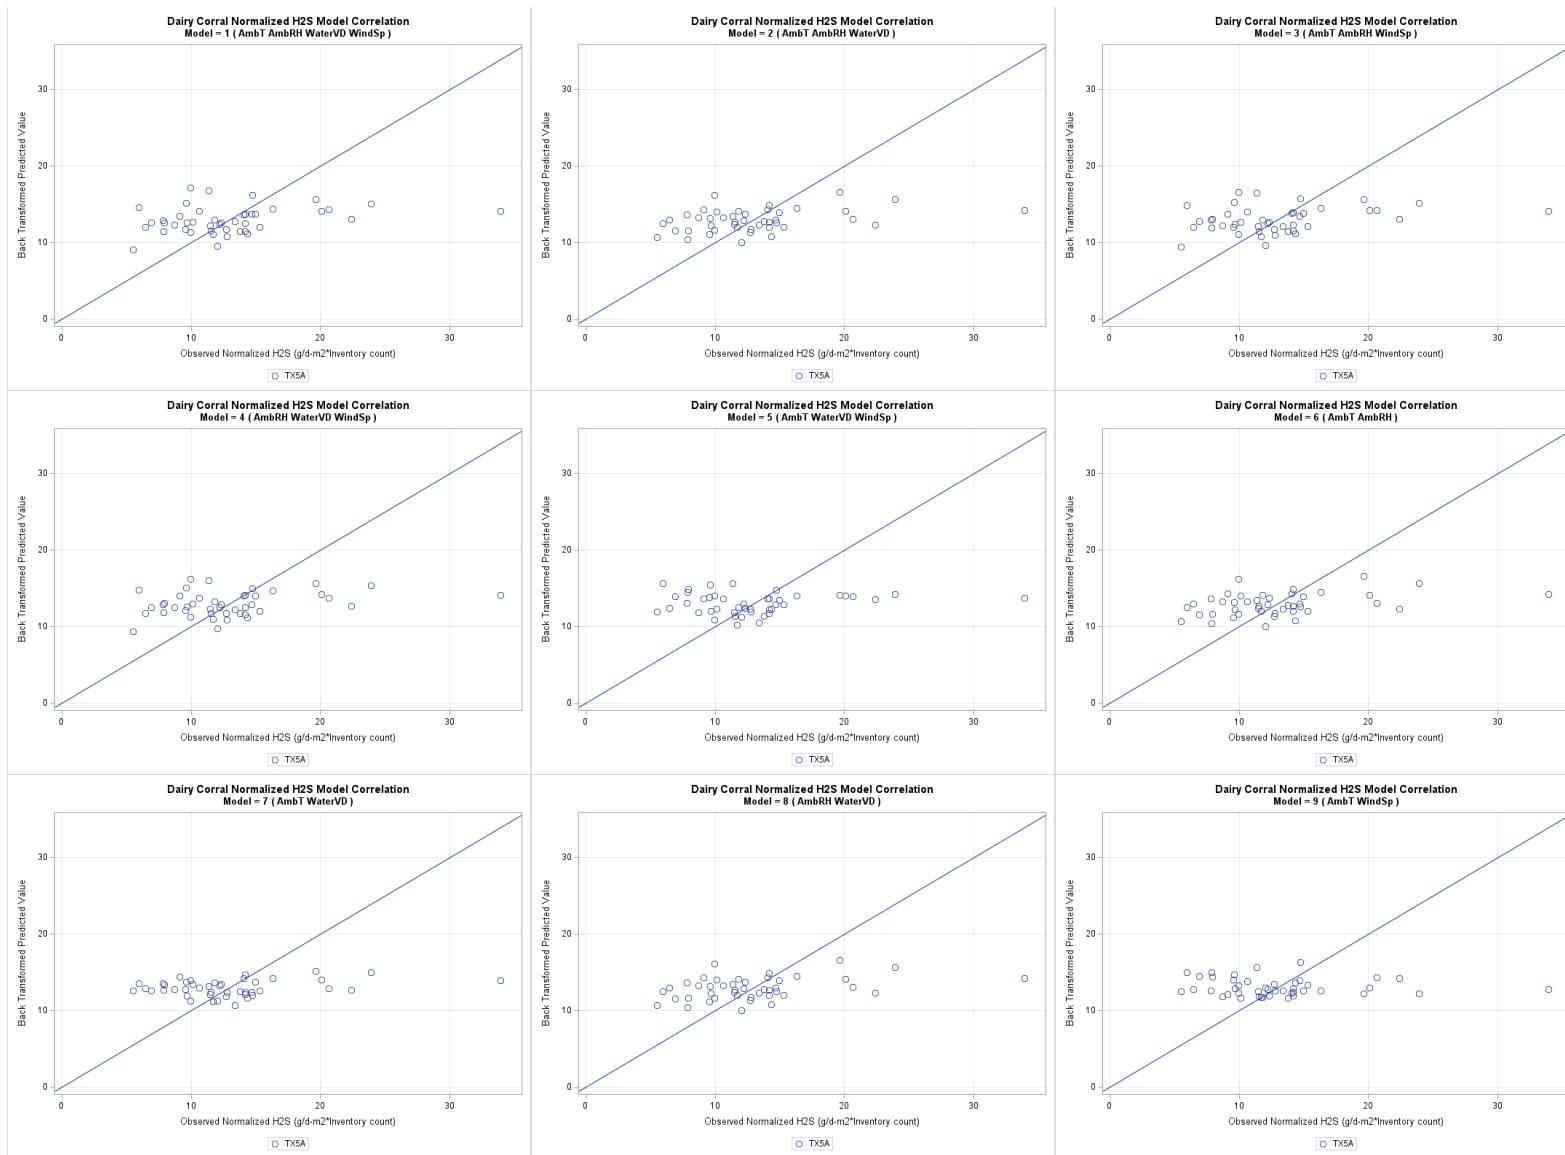 Dairy Corral Normalized H2S Model Correlation
Model = 1 ( AmbT AmbRH WaterVD WindSp )
Back Transformed Predicted Value
30
20
10
0
0 10 20 30
Observed Normalized H2S (g/d-m2*Inventory count)
TX5A
Dairy Corral Normalized H2S Model Correlation
Model = 2 ( AmbT AmbRH WaterVD )
Back Transformed Predicted Value
30
20
10
0
0 10 20 30
Observed Normalized H2S (g/d-m2*Inventory count)
TX5A
Dairy Corral Normalized H2S Model Correlation
Model = 3 ( AmbT AmbRH WindSp )
Back Transformed Predicted Value
30
20
10
0
0 10 20 30
Observed Normalized H2S (g/d-m2*Inventory count)
TX5A
Dairy Corral Normalized H2S Model Correlation
Model = 4 ( AmbRH WaterVD WindSp )
Back Transformed Predicted Value
30
20
10
0
0 10 20 30
Observed Normalized H2S (g/d-m2*Inventory count)
TX5A
Dairy Corral Normalized H2S Model Correlation
Model = 5 ( AmbT WaterVD WindSp )
Back Transformed Predicted Value
30
20
10
0
0 10 20 30
Observed Normalized H2S (g/d-m2*Inventory count)
TX5A
Dairy Corral Normalized H2S Model Correlation
Model = 6 ( AmbT AmbRH )
Back Transformed Predicted Value
30
20
10
0
0 10 20 30
Observed Normalized H2S (g/d-m2*Inventory count)
TX5A
Dairy Corral Normalized H2S Model Correlation
Model = 7 ( AmbT WaterVD )
Back Transformed Predicted Value
30
20
10
0
0 10 20 30
Observed Normalized H2S (g/d-m2*Inventory count)
TX5A
Dairy Corral Normalized H2S Model Correlation
Model = 8 ( AmbRH WaterVD )
Back Transformed Predicted Value
30
20
10
0
0 10 20 30
Observed Normalized H2S (g/d-m2*Inventory count)
TX5A
Dairy Corral Normalized H2S Model Correlation
Model = 9 ( AmbT WindSp )
Back Transformed Predicted Value
30
20
10
0
0 10 20 30
Observed Normalized H2S (g/d-m2*Inventory count)
TX5A